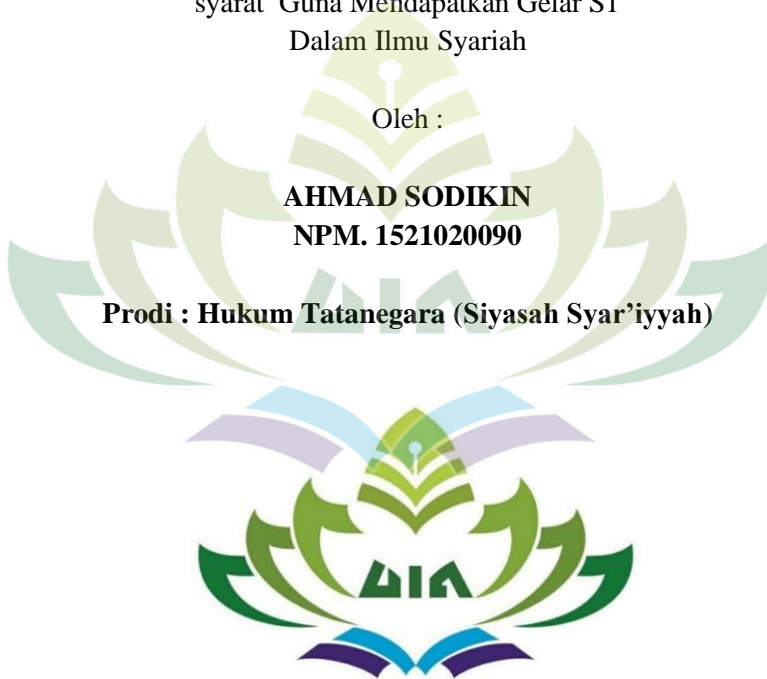 syarat Guna Mendapatkan Gelar S1
Dalam Ilmu Syariah
Oleh :
AHMAD SODIKIN
NPM. 1521020090
Prodi : Hukum Tatanegara (Siyasah Syar’iyyah)
UIN